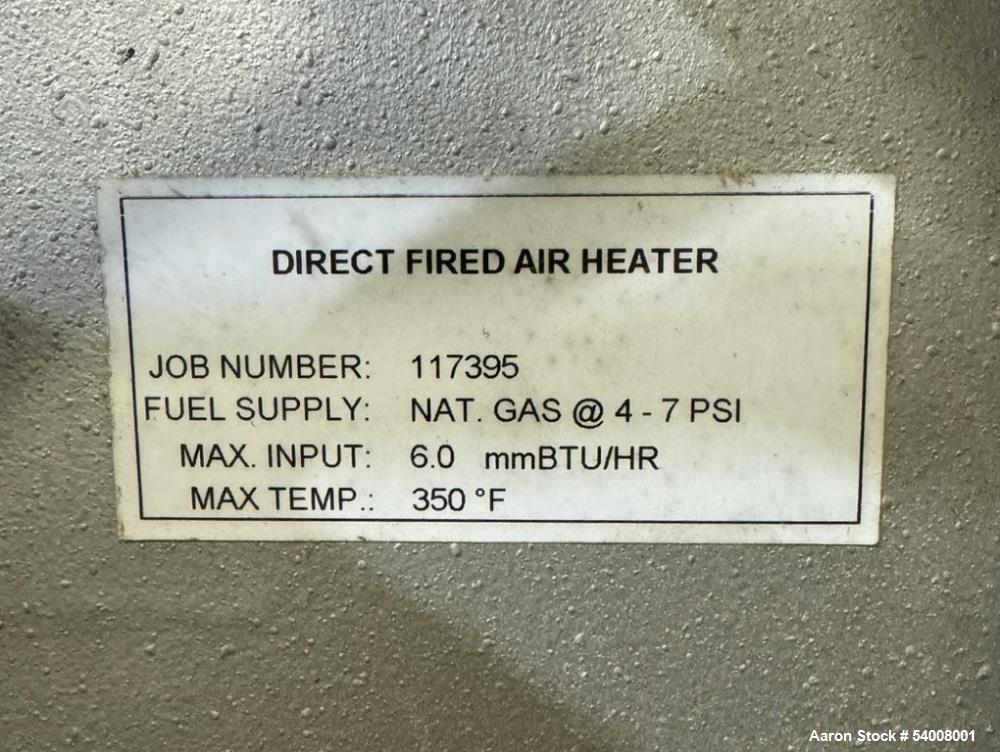 DIRECT FIRED AIR HEATER
JOB NUMBER: 117395
FUEL SUPPLY: NAT. GAS @ 4 - 7 PSI
MAX. INPUT: 6.0 mmBTU/HR
MAX TEMP.: 350 °F
Aaron Stock # 54008001